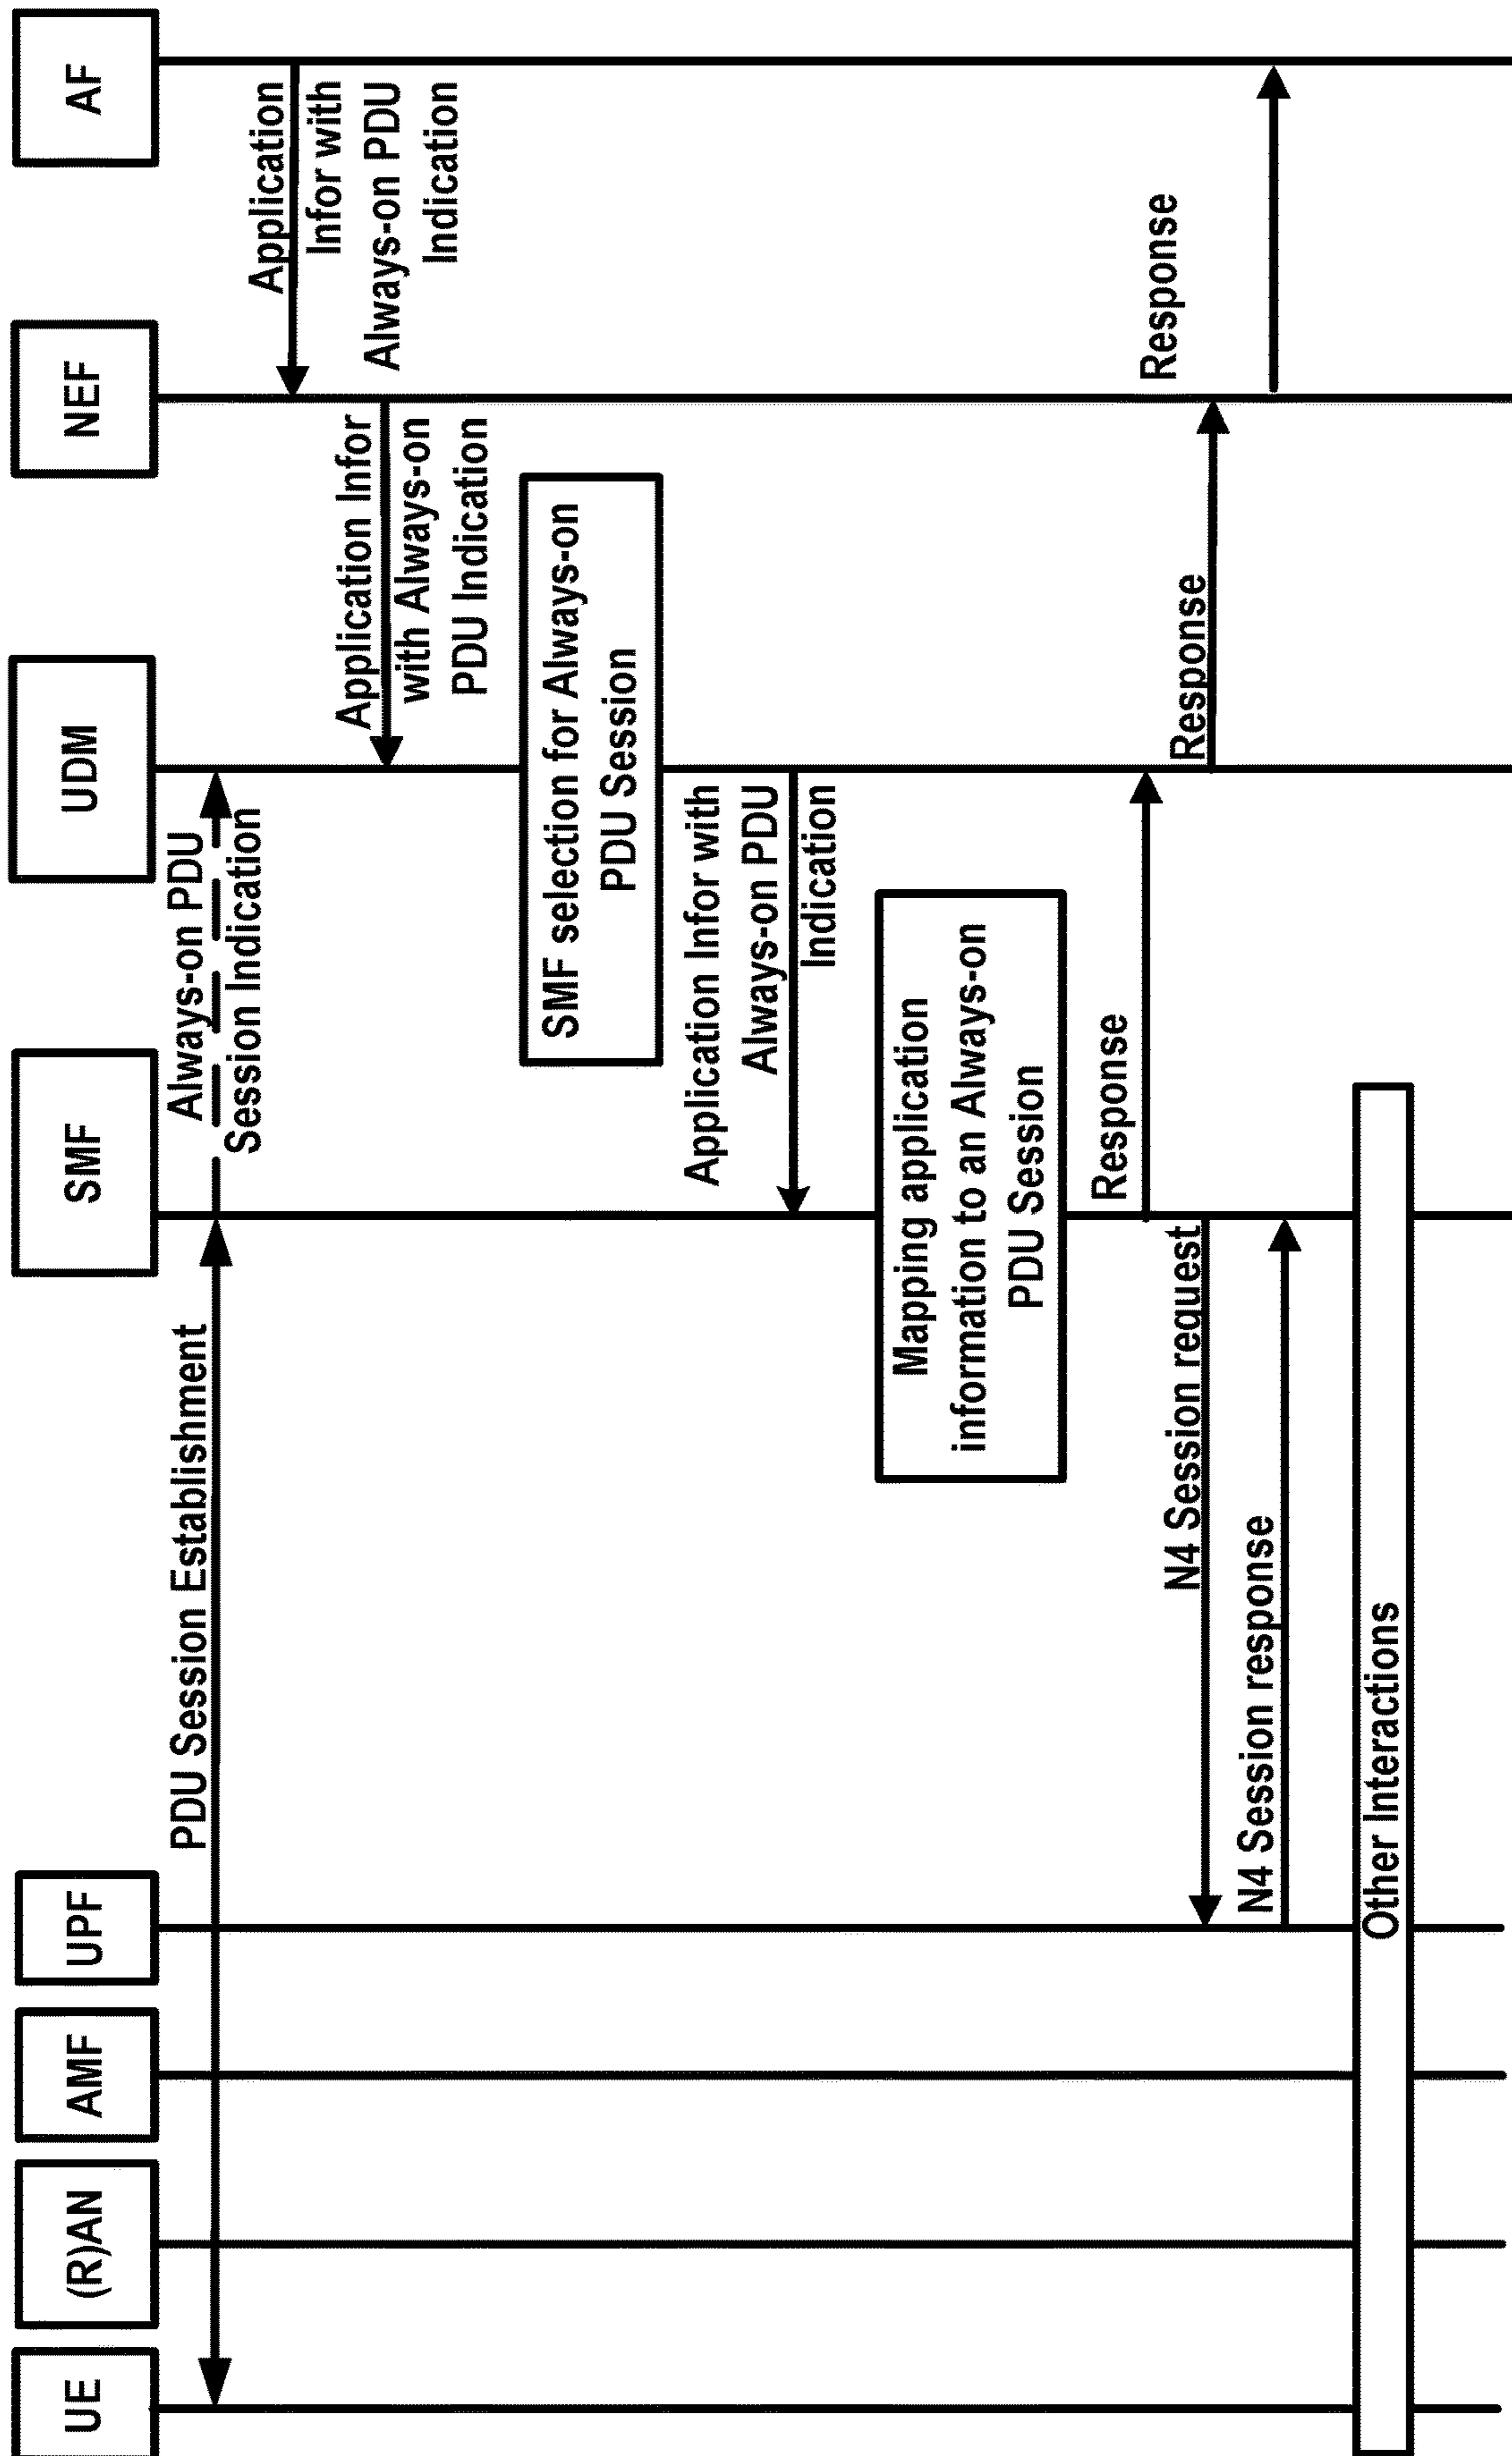 UE
(R)AN
AMF
UPF
SMF
UDM
NEF
AF
PDU Session Establishment
Always-on PDU
Session Indication
Application
Infor with
Always-on PDU
Indication
Application Infor
with Always-on
PDU Indication
SMF selection for Always-on
PDU Session
Application Infor with
Always-on PDU
Indication
Mapping application
information to an Always-on
PDU Session
Response
N4 Session request
Response
Response
N4 Session response
Other Interactions